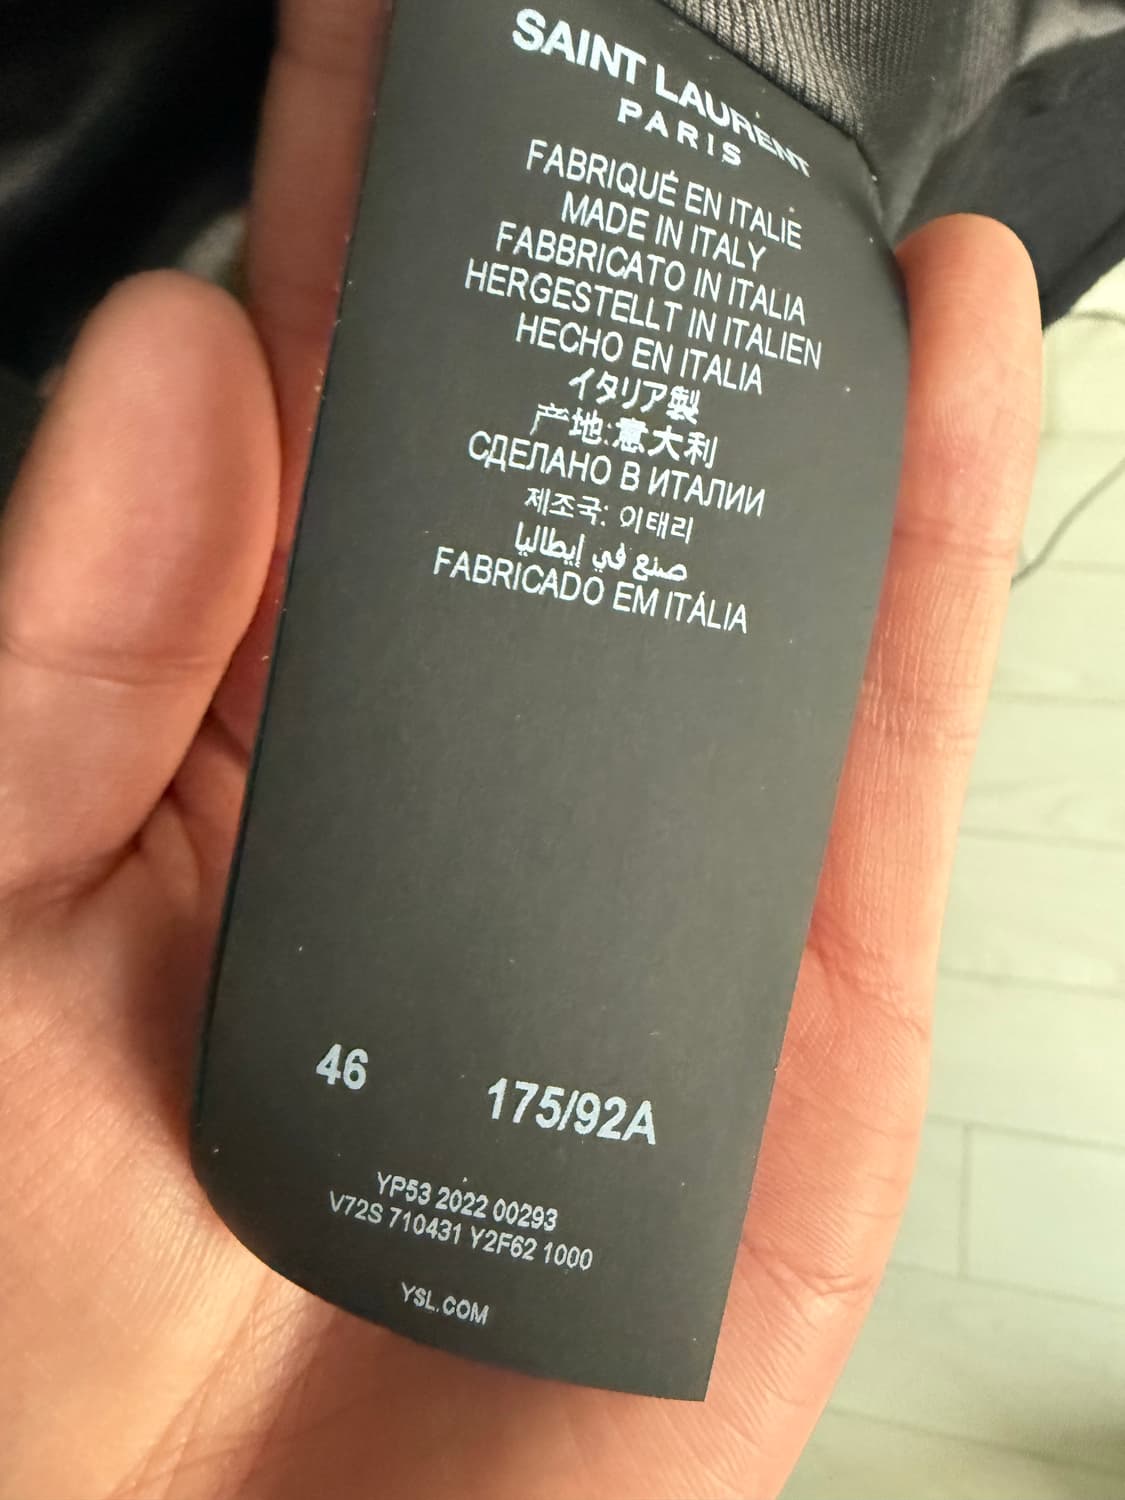 SAINT LAURENT
PARIS
FABRIQUÉ EN ITALIE
MADE IN ITALY
FABBRICATO IN ITALIA
HERGESTELLT IN ITALIEN
HECHO EN ITALIA
イタリア製
产地:意大利
СДЕЛАНО В ИТАЛИИ
제조국: 이태리
صنع في إيطاليا
FABRICADO EM ITÁLIA
46 175/92A
YP53 2022 00293
V72S 710431 Y2F62 1000
YSL.COM